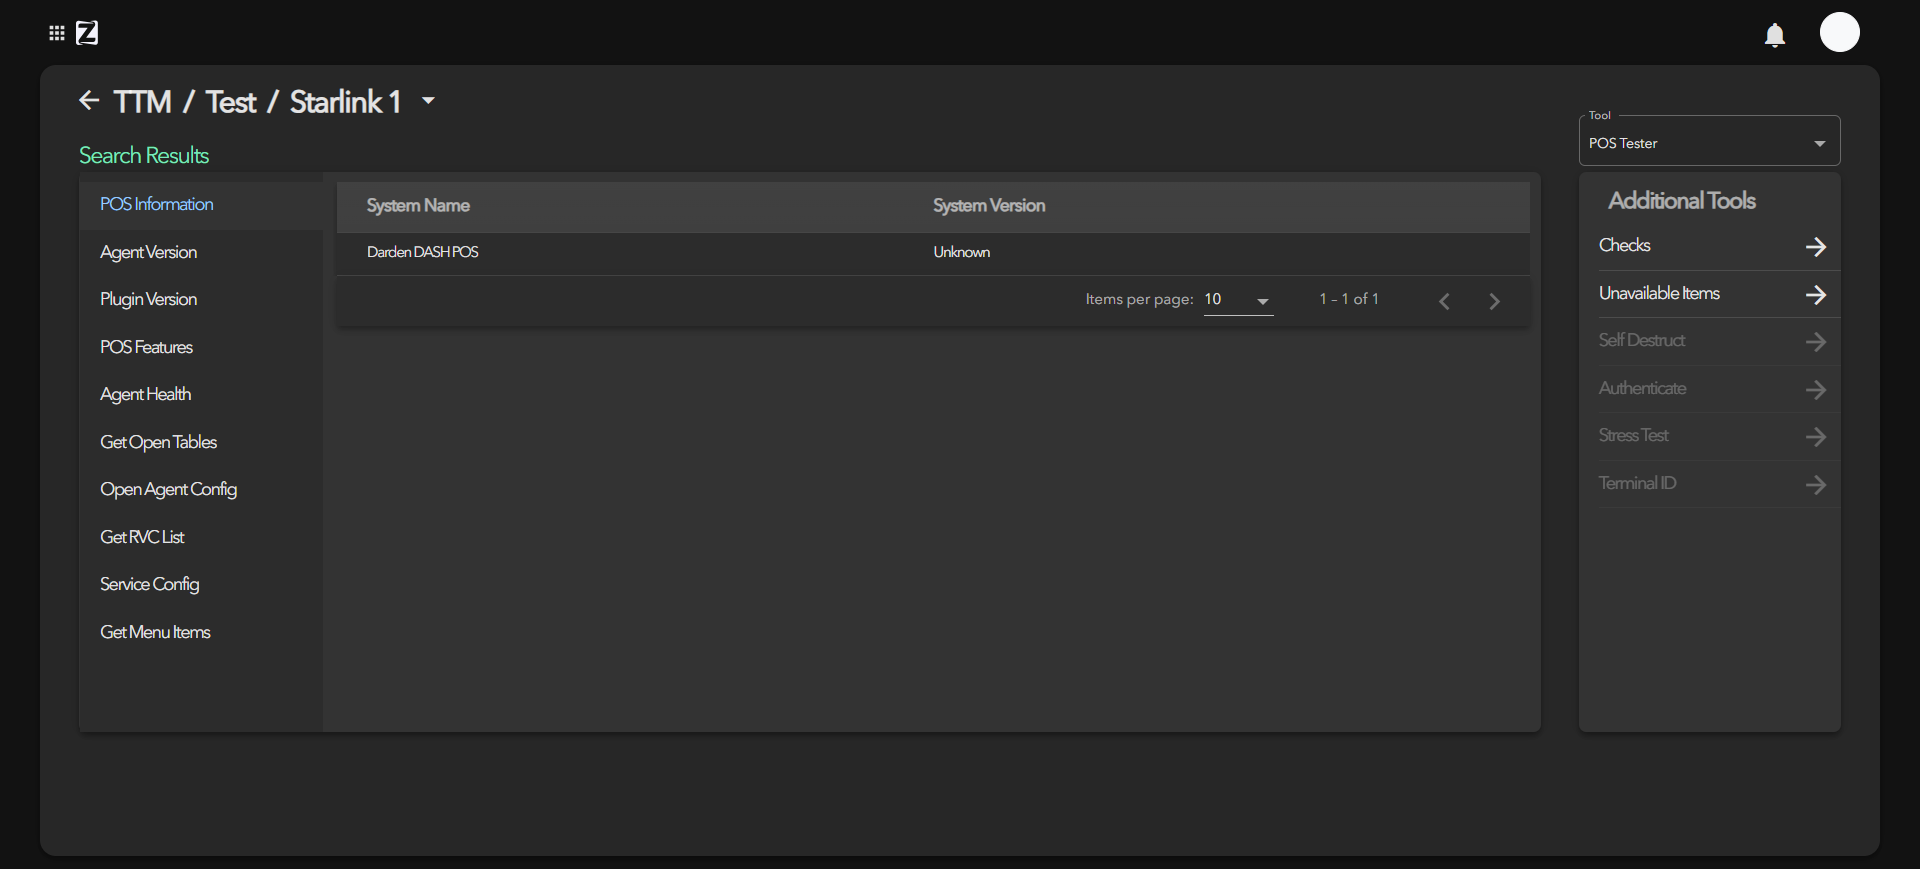 Z
TTM / Test / Starlink 1
Tool
POS Tester
Search Results
POS Information
Agent Version
Plugin Version
POS Features
Agent Health
Get Open Tables
Open Agent Config
Get RVC List
Service Config
Get Menu Items
System Name System Version
Darden DASH POS Unknown
Items per page: 10 1 – 1 of 1
Additional Tools
Checks
Unavailable Items
Self Destruct
Authenticate
Stress Test
Terminal ID